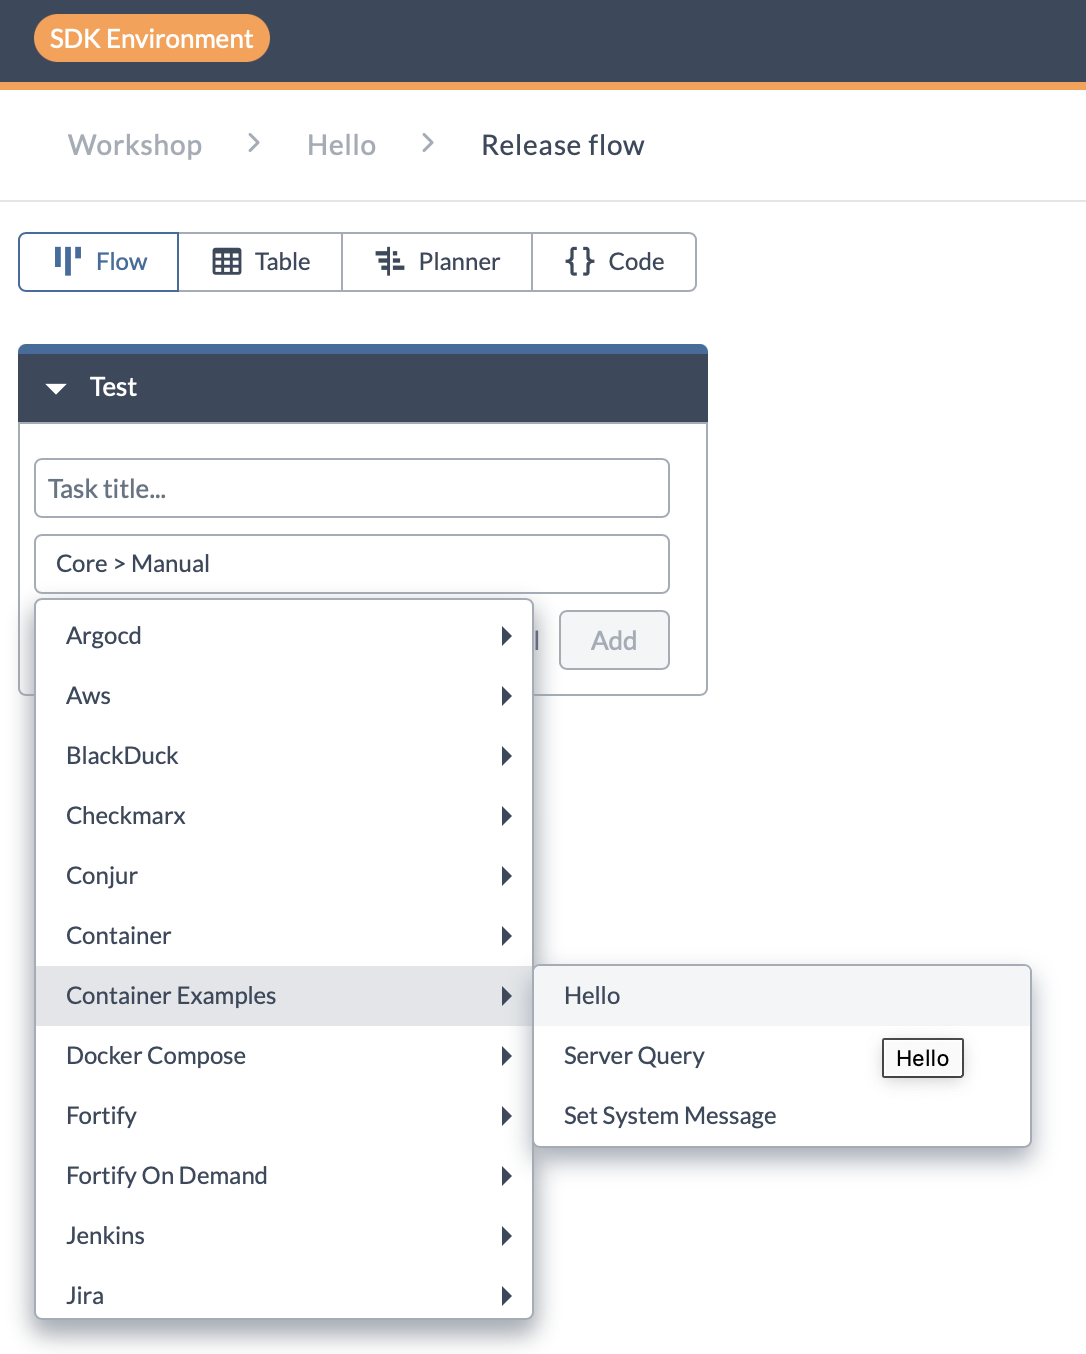 SDK Environment
Workshop > Hello > Release flow
Flow Table Planner {} Code
Test
Task title...
Core > Manual
Add
Argocd
Aws
BlackDuck
Checkmarx
Conjur
Container
Container Examples
Docker Compose
Fortify
Fortify On Demand
Jenkins
Jira
Hello
Server Query
Hello
Set System Message